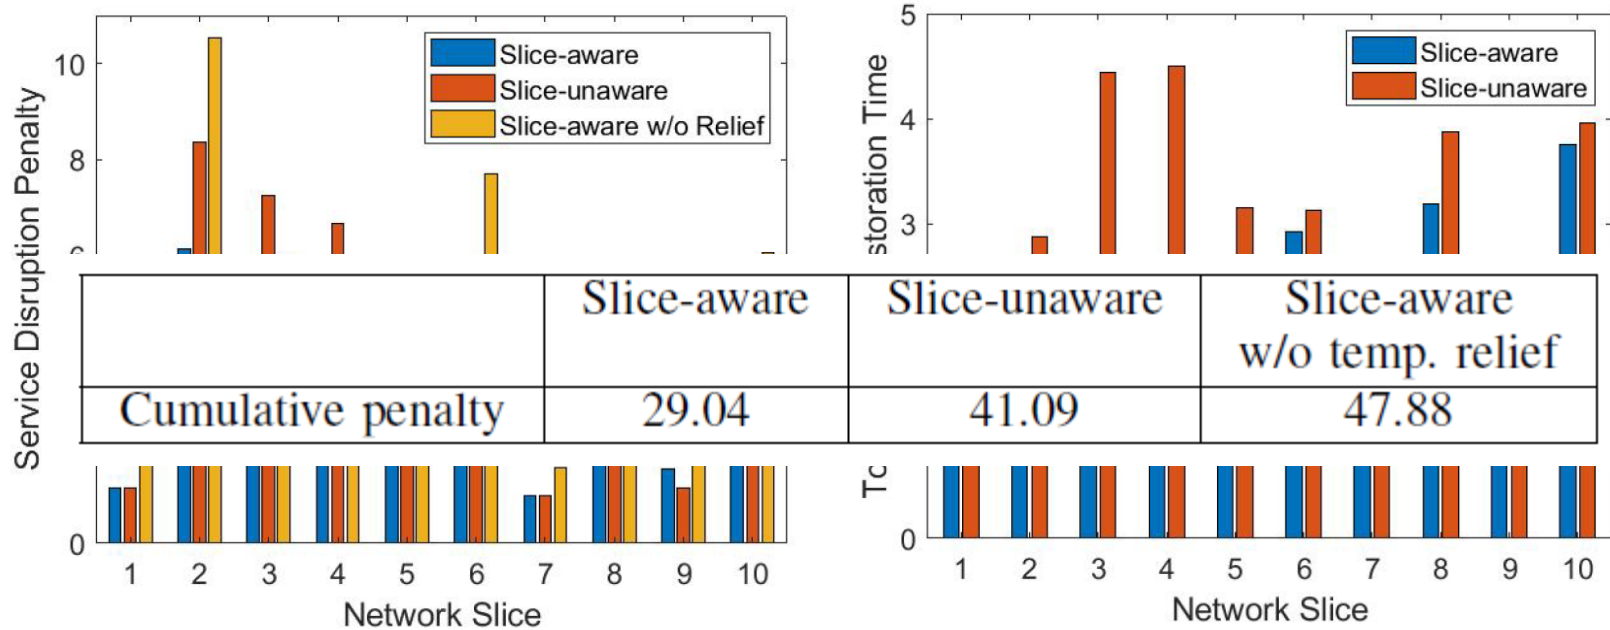 Service Disruption Penalty
10
8
0
Slice-aware
Slice-unaware
Slice-aware w/o Relief
1 2 3 4 5 6 7 8 9 10
Network Slice
5
4
3
0
Slice-aware
Slice-unaware
Time
1 2 3 4 5 6 7 8 9 10
Network Slice
Slice-aware Slice-unaware Slice-aware
w/o temp. relief
Cumulative penalty 29.04 41.09 47.88